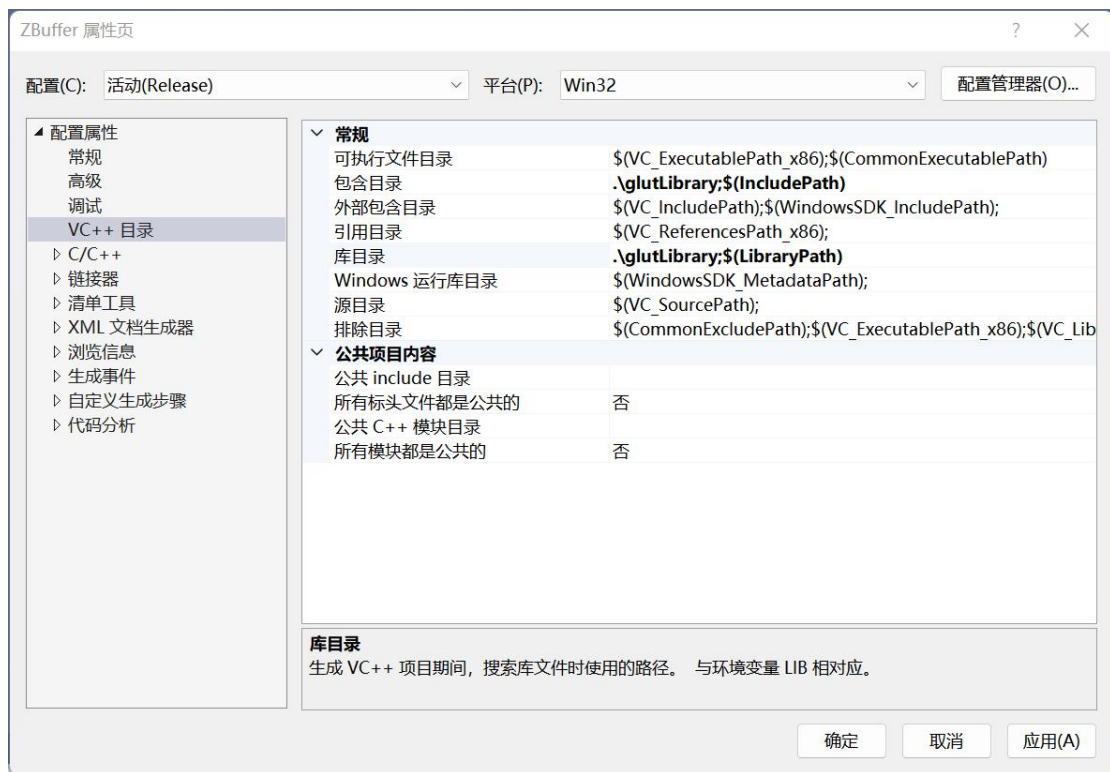 ZBuffer 属性页
配置(C): 活动(Release) 平台(P): Win32 配置管理器(O)...
配置属性
常规
高级
调试
VC++ 目录
C/C++
链接器
清单工具
XML 文档生成器
浏览信息
生成事件
自定义生成步骤
代码分析
常规
可执行文件目录 $(VC_ExecutablePath_x86);$(CommonExecutablePath)
包含目录 .\glutLibrary;$(IncludePath)
外部包含目录 $(VC_IncludePath);$(WindowsSDK_IncludePath);
引用目录 $(VC_ReferencesPath_x86);
库目录 .\glutLibrary;$(LibraryPath)
Windows 运行库目录 $(WindowsSDK_MetadataPath);
源目录 $(VC_SourcePath);
排除目录 $(CommonExcludePath);$(VC_ExecutablePath_x86);$(VC_Lib
公共项目内容
公共 include 目录
所有标头文件都是公共的 否
公共 C++ 模块目录
所有模块都是公共的 否
库目录
生成 VC++ 项目期间，搜索库文件时使用的路径。 与环境变量 LIB 相对应。
确定 取消 应用(A)